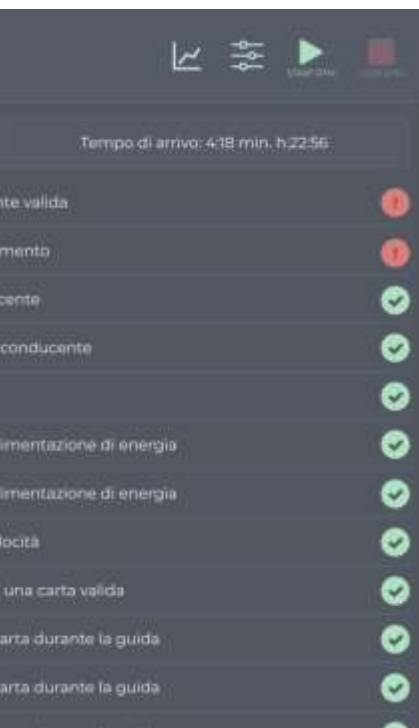 Tempo di arrivo: 4:18 min. h:22:56
nte valida
mento
cente
conducente
limentazione di energia
limentazione di energia
locità
una carta valida
arta durante la guida
arta durante la guida